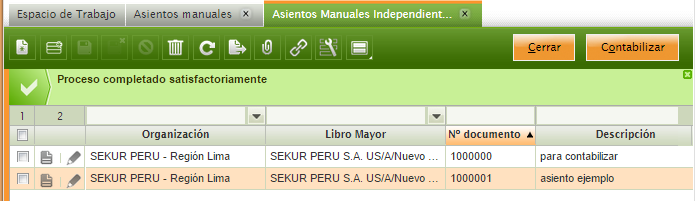 Espacio de Trabajo Asientos manuales Asientos Manuales Independient...
Cerrar Contabilizar
Proceso completado satisfactoriamente
1 2
Organización Libro Mayor Nº documento Descripción
SEKUR PERU - Región Lima SEKUR PERU S.A. US/A/Nuevo ... 1000000 para contabilizar
SEKUR PERU - Región Lima SEKUR PERU S.A. US/A/Nuevo ... 1000001 asiento ejemplo